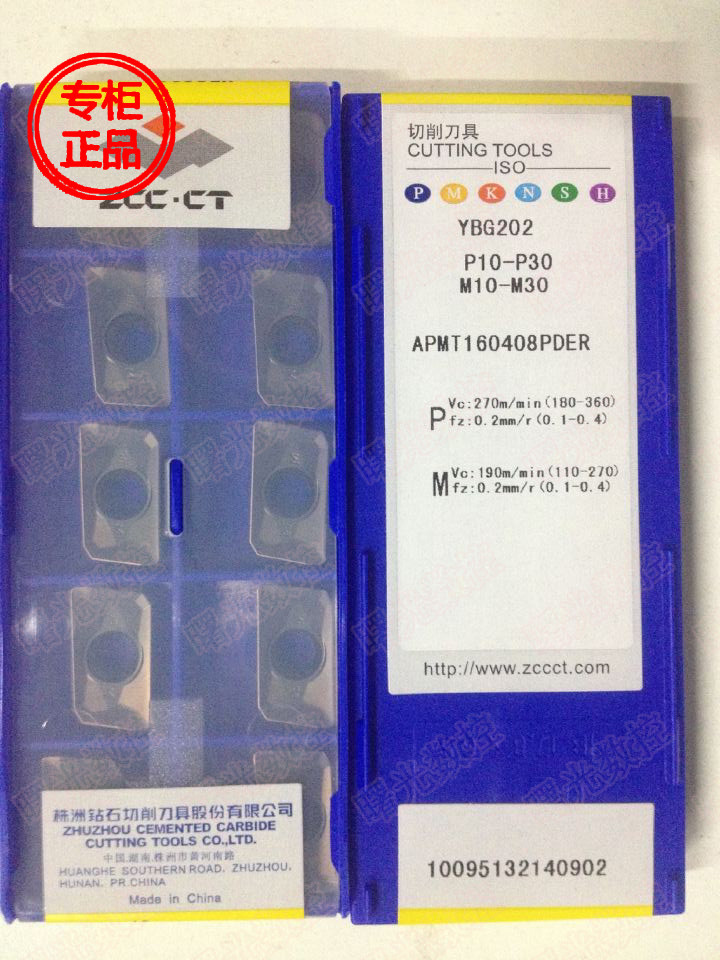 专柜
正品
ZCC·CT
株洲钻石切削刀具股份有限公司
ZHUZHOU CEMENTED CARBIDE
CUTTING TOOLS CO.,LTD.
中国.湖南.株洲市黄河南路
HUANGHE SOUTHERN ROAD. ZHUZHOU.
HUNAN. PR.CHINA
Made in China
切削刀具
CUTTING TOOLS
ISO
P M K N S H
YBG202
P10-P30
M10-M30
APMT160408PDER
P Vc:270m/min(180-360)
fz:0.2mm/r(0.1-0.4)
M Vc:190m/min(110-270)
fz:0.2mm/r(0.1-0.4)
http://www.zccct.com
10095132140902
曙光数控